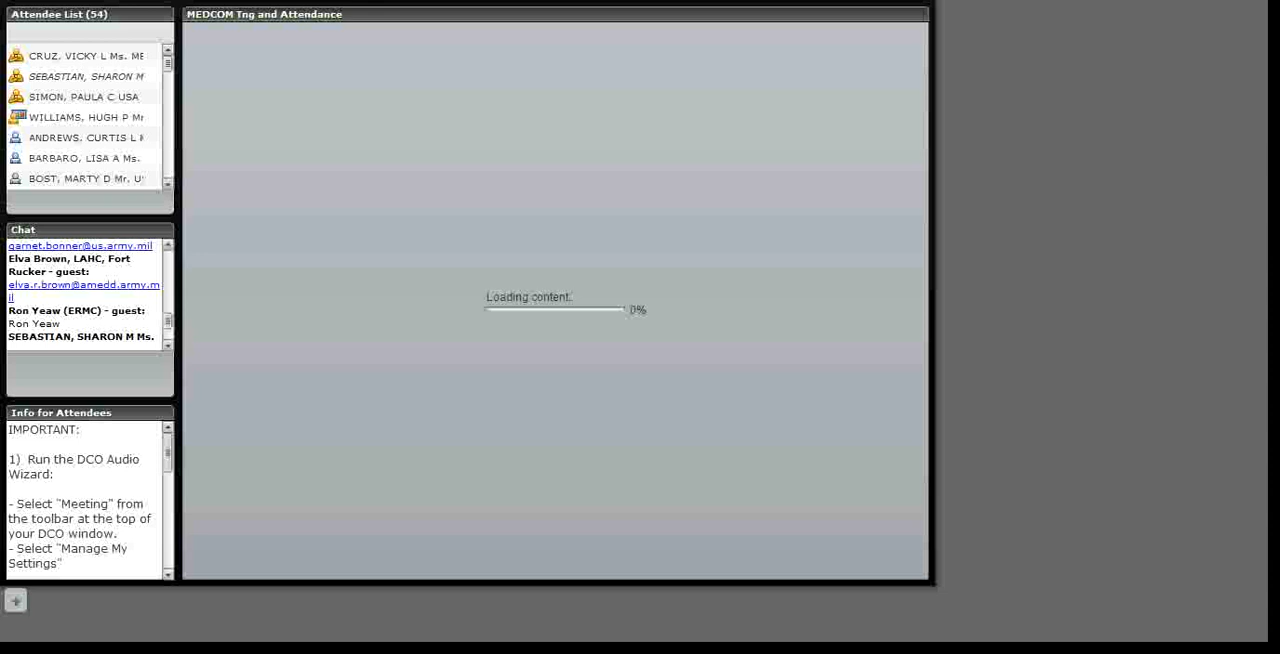 Attendee List (54)
CRUZ, VICKY L Ms. ME
SEBASTIAN, SHARON M
SIMON, PAULA C USA
WILLIAMS, HUGH P Mr
ANDREWS, CURTIS L
BARBARO, LISA A Ms.
BOST, MARTY D Mr. U
Chat
garnet.bonner@us.army.mil
Elva Brown, LAHC, Fort
Rucker - guest:
elva.r.brown@amedd.army.m
il
Ron Yeaw (ERMC) - guest:
Ron Yeaw
SEBASTIAN, SHARON M Ms.
Info for Attendees
IMPORTANT:
1) Run the DCO Audio
Wizard:
- Select "Meeting" from
the toolbar at the top of
your DCO window.
- Select "Manage My
Settings"
MEDCOM Tng and Attendance
Loading content.
0%